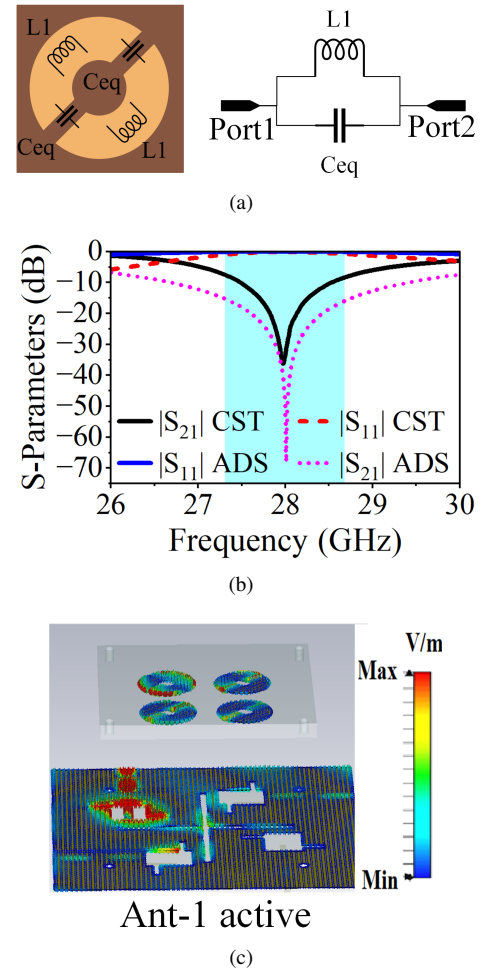 L1
Ceq
Ceq
L1
L1
Port1
Port2
Ceq
(a)
S-Parameters (dB)
0
−10
−20
−30
−40
−50
−60
−70
|S21| CST
|S11| CST
|S11| ADS
|S21| ADS
26
27
28
29
30
Frequency (GHz)
(b)
V/m
Max
Min
Ant-1 active
(c)